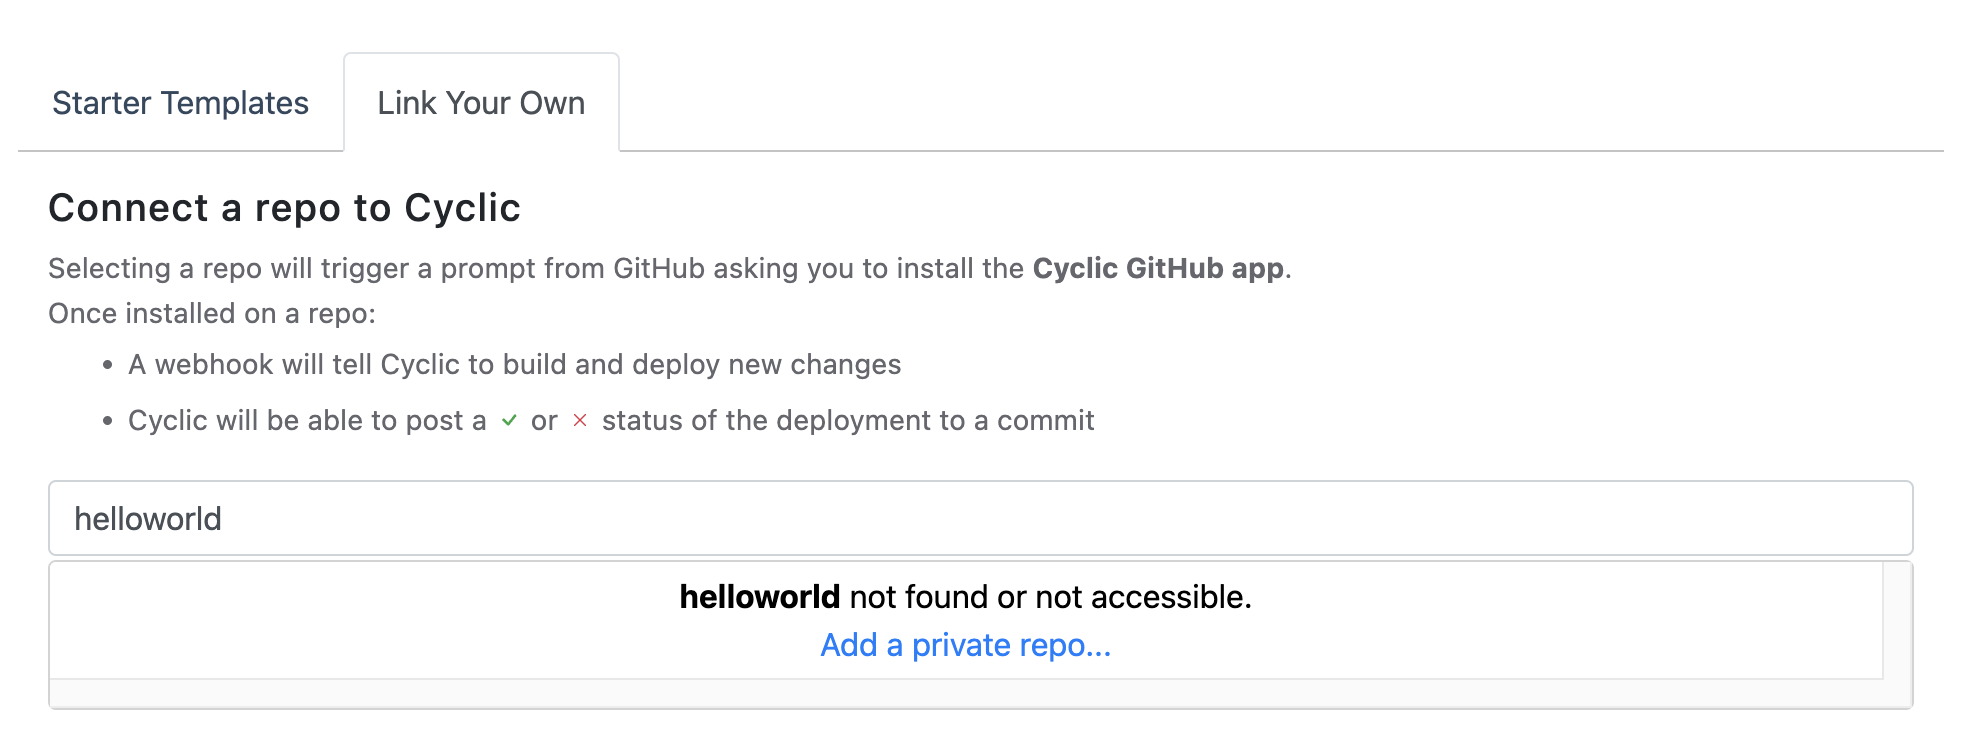 Starter Templates
Link Your Own
Connect a repo to Cyclic
Selecting a repo will trigger a prompt from GitHub asking you to install the Cyclic GitHub app.
Once installed on a repo:
• A webhook will tell Cyclic to build and deploy new changes
• Cyclic will be able to post a ✓ or × status of the deployment to a commit
helloworld
helloworld not found or not accessible.
Add a private repo...